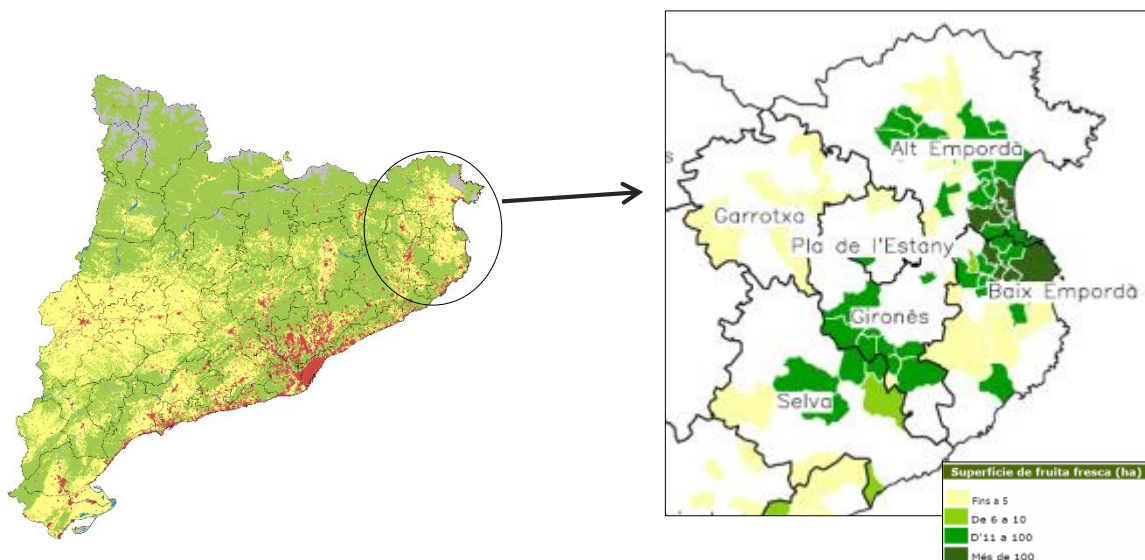 s
Alt Empordà
Garrotxa
Pla de l'Estany
Baix Empordà
Gironès
Selva
Superfície de fruita fresca (ha)
Fins a 5
De 6 a 10
D'11 a 100
Més de 100